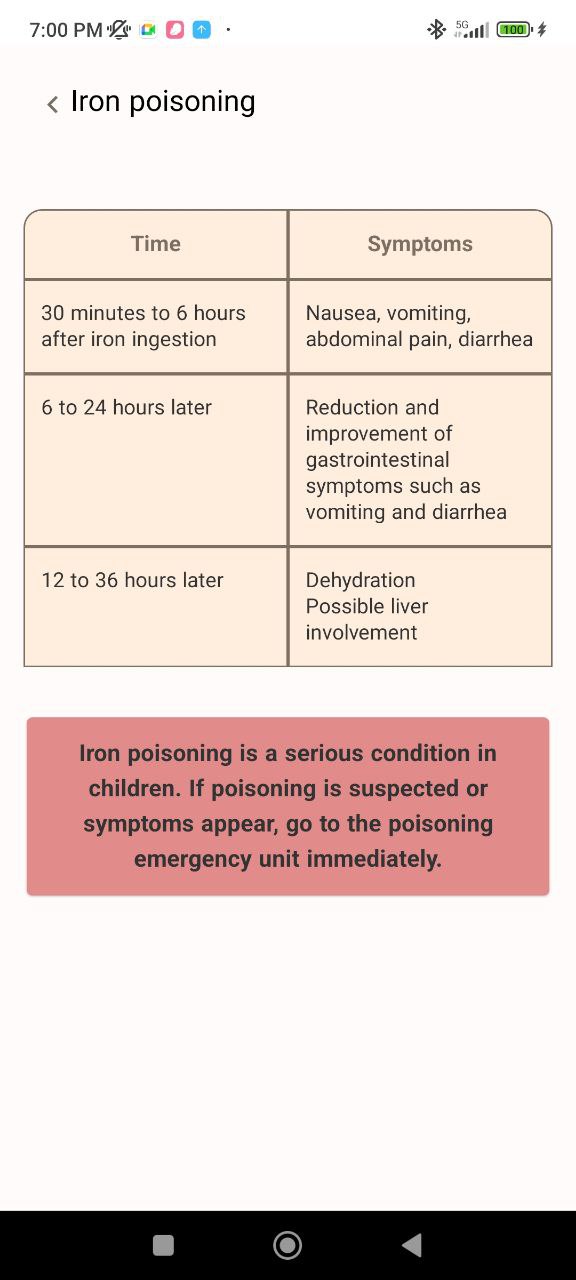 7:00 PM
5G
100
Iron poisoning
Time
Symptoms
30 minutes to 6 hours
after iron ingestion
Nausea, vomiting,
abdominal pain, diarrhea
6 to 24 hours later
Reduction and
improvement of
gastrointestinal
symptoms such as
vomiting and diarrhea
12 to 36 hours later
Dehydration
Possible liver
involvement
Iron poisoning is a serious condition in
children. If poisoning is suspected or
symptoms appear, go to the poisoning
emergency unit immediately.